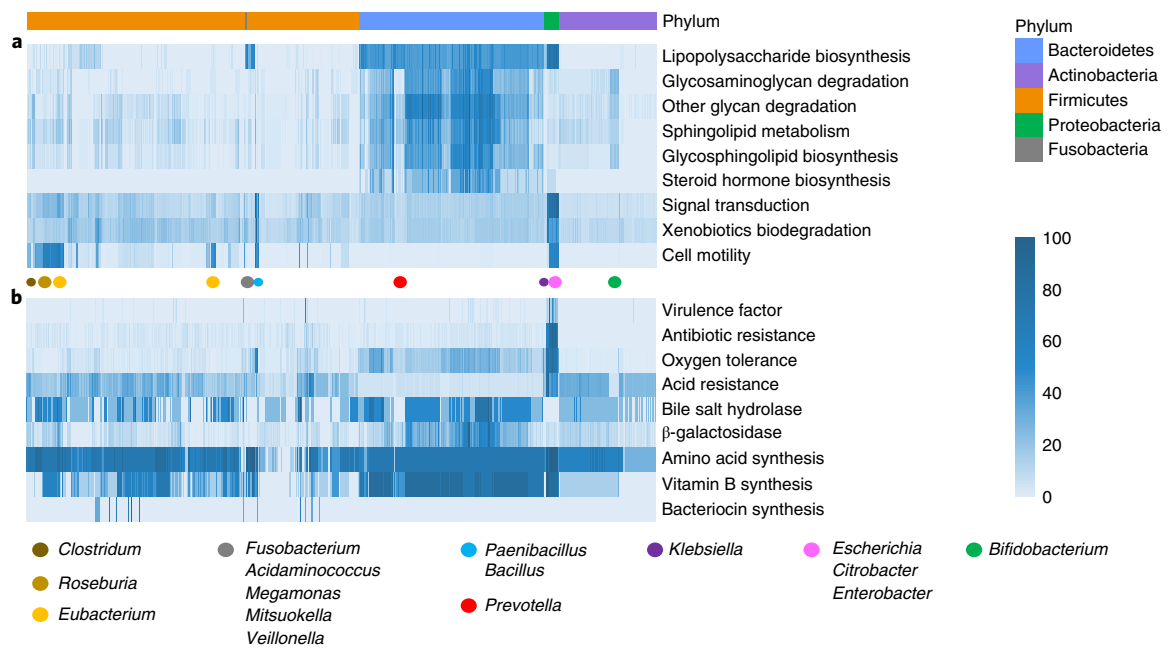 Phylum
a
Lipopolysaccharide biosynthesis
Glycosaminoglycan degradation
Other glycan degradation
Sphingolipid metabolism
Glycosphingolipid biosynthesis
Steroid hormone biosynthesis
Signal transduction
Xenobiotics biodegradation
Cell motility
Phylum
Bacteroidetes
Actinobacteria
Firmicutes
Proteobacteria
Fusobacteria
b
Virulence factor
Antibiotic resistance
Oxygen tolerance
Acid resistance
Bile salt hydrolase
β-galactosidase
Amino acid synthesis
Vitamin B synthesis
Bacteriocin synthesis
100
80
60
40
20
0
Clostridum
Roseburia
Eubacterium
Fusobacterium
Acidaminococcus
Megamonas
Mitsuokella
Veillonella
Paenibacillus
Bacillus
Prevotella
Klebsiella
Escherichia
Citrobacter
Enterobacter
Bifidobacterium